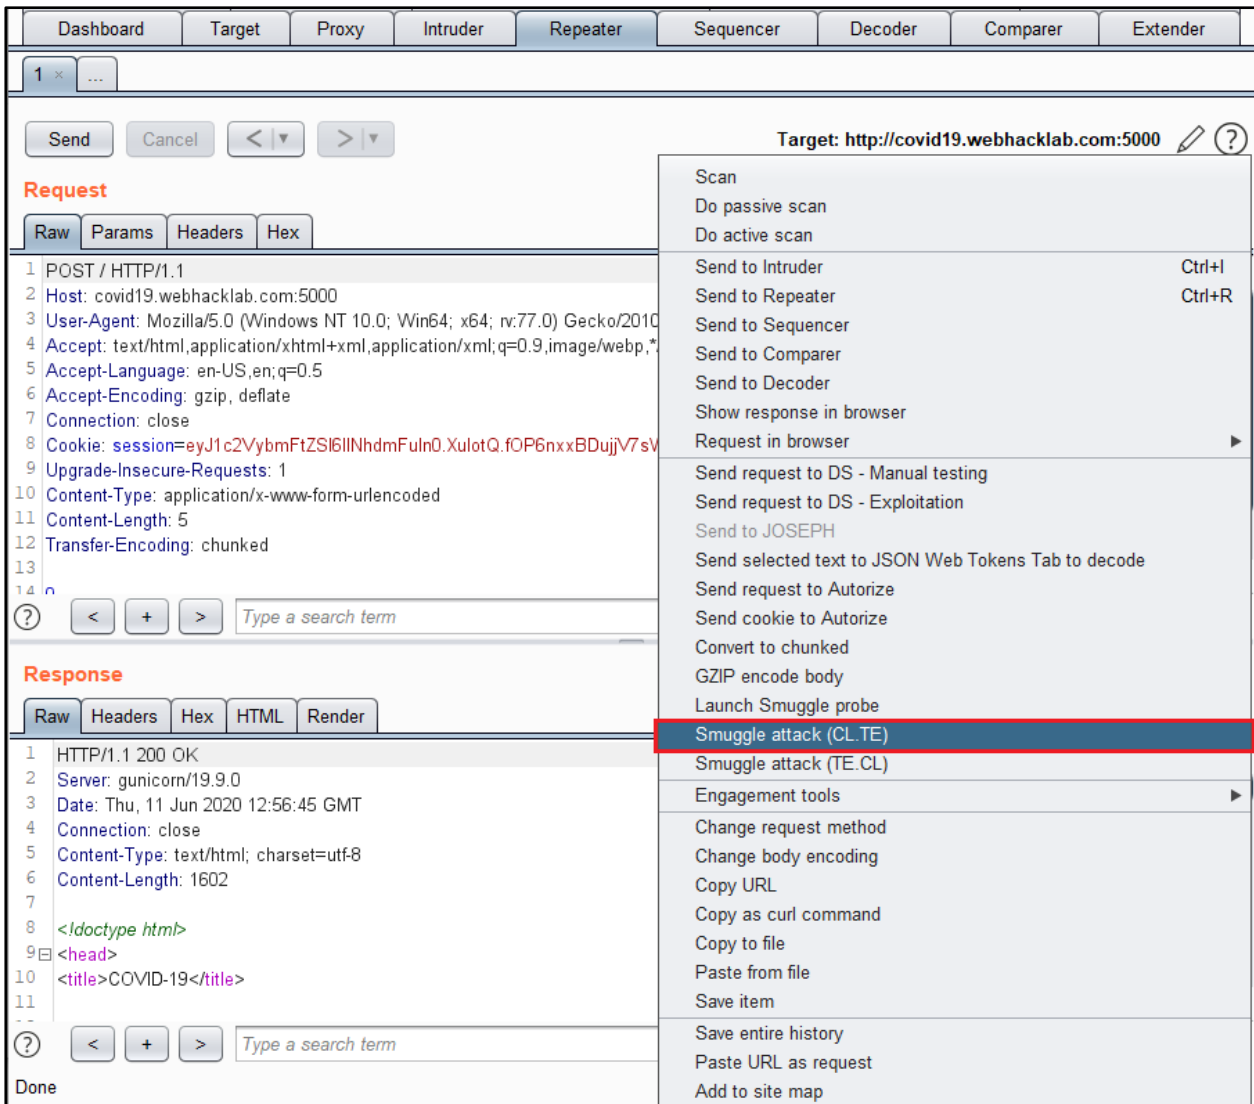 Dashboard Target Proxy Intruder Repeater Sequencer Decoder Comparer Extender
1 × ...
Send Cancel < ▼ > ▼ Target: http://covid19.webhacklab.com:5000 ?
Request
Raw Params Headers Hex
1 POST / HTTP/1.1
2 Host: covid19.webhacklab.com:5000
3 User-Agent: Mozilla/5.0 (Windows NT 10.0; Win64; x64; rv:77.0) Gecko/2010
4 Accept: text/html,application/xhtml+xml,application/xml;q=0.9,image/webp,*
5 Accept-Language: en-US,en;q=0.5
6 Accept-Encoding: gzip, deflate
7 Connection: close
8 Cookie: session=eyJ1c2VybmFtZSI6IlNhdmFuIn0.XuIotQ.fOP6nxxBDujjV7sV
9 Upgrade-Insecure-Requests: 1
10 Content-Type: application/x-www-form-urlencoded
11 Content-Length: 5
12 Transfer-Encoding: chunked
13
14 0
? < + > Type a search term
Response
Raw Headers Hex HTML Render
1 HTTP/1.1 200 OK
2 Server: gunicorn/19.9.0
3 Date: Thu, 11 Jun 2020 12:56:45 GMT
4 Connection: close
5 Content-Type: text/html; charset=utf-8
6 Content-Length: 1602
7
8 <!doctype html>
9 <head>
10 <title>COVID-19</title>
11
? < + > Type a search term
Done
Scan
Do passive scan
Do active scan
Send to Intruder Ctrl+I
Send to Repeater Ctrl+R
Send to Sequencer
Send to Comparer
Send to Decoder
Show response in browser
Request in browser
Send request to DS - Manual testing
Send request to DS - Exploitation
Send to JOSEPH
Send selected text to JSON Web Tokens Tab to decode
Send request to Autorize
Send cookie to Autorize
Convert to chunked
GZIP encode body
Launch Smuggle probe
Smuggle attack (CL.TE)
Smuggle attack (TE.CL)
Engagement tools
Change request method
Change body encoding
Copy URL
Copy as curl command
Copy to file
Paste from file
Save item
Save entire history
Paste URL as request
Add to site map